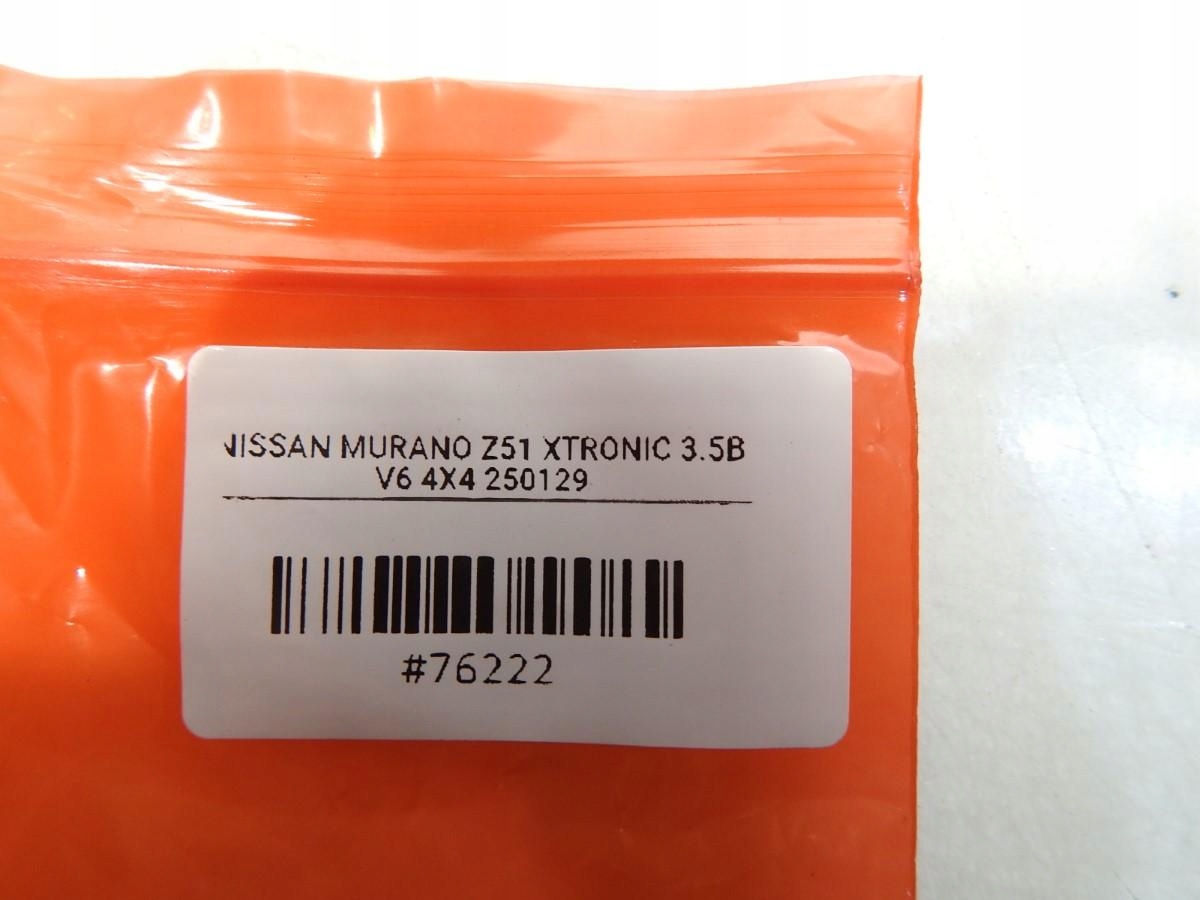 NISSAN MURANO Z51 XTRONIC 3.5B
V6 4X4 250129
#76222